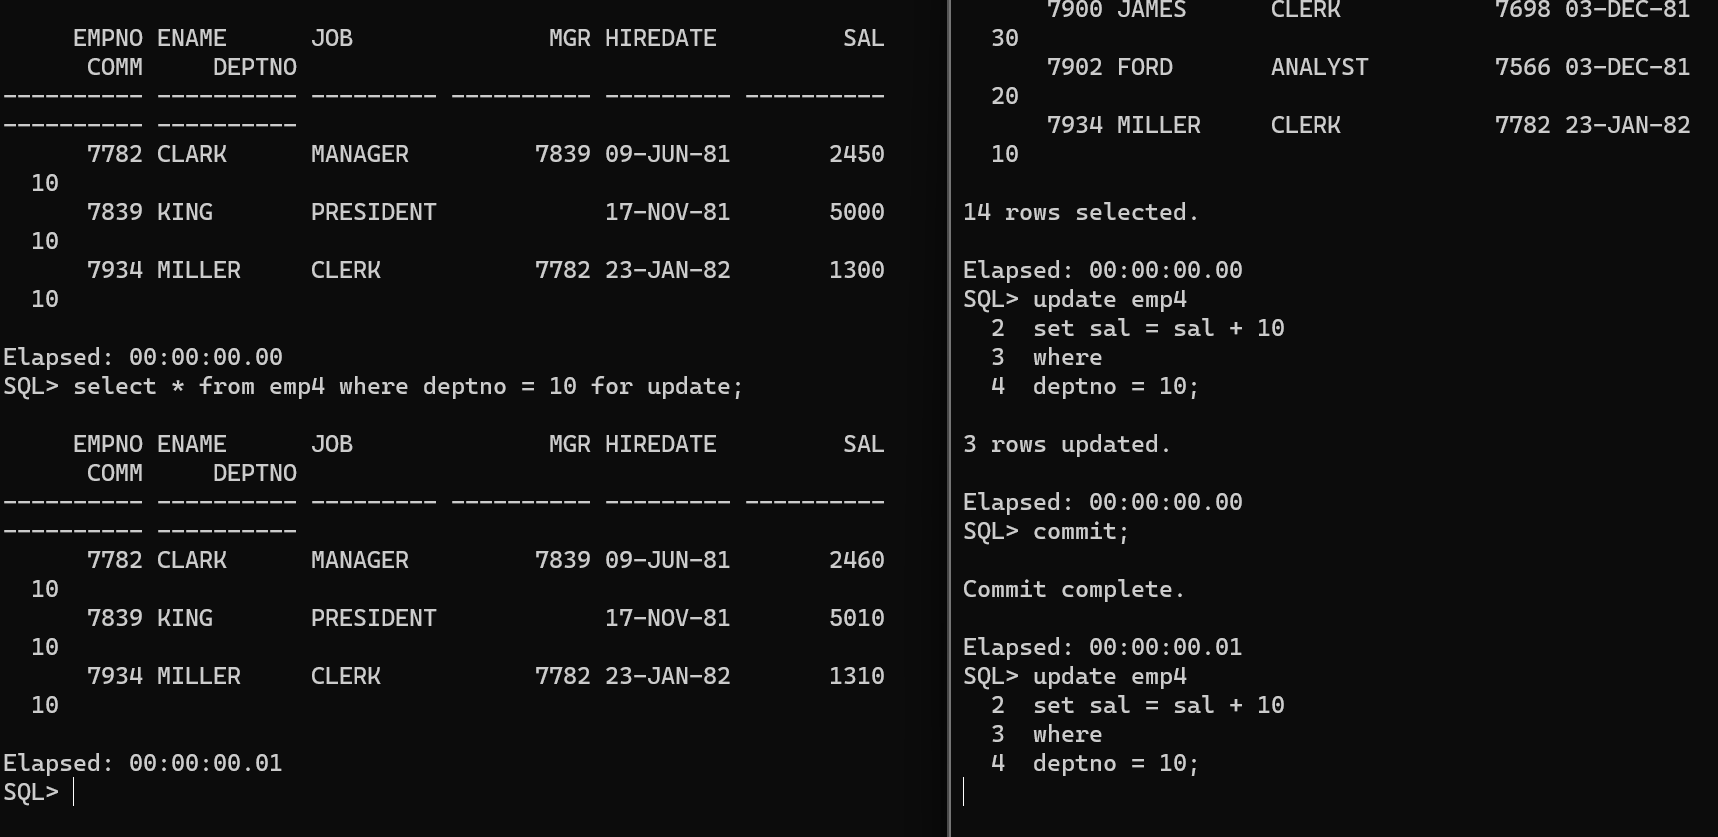 EMPNO ENAME      JOB              MGR HIREDATE         SAL
      COMM     DEPTNO
---------- ---------- --------- ---------- --------- ----------
---------- ----------
      7782 CLARK      MANAGER         7839 09-JUN-81       2450
  10
      7839 KING       PRESIDENT            17-NOV-81       5000
  10
      7934 MILLER     CLERK           7782 23-JAN-82       1300
  10
Elapsed: 00:00:00.00
SQL> select * from emp4 where deptno = 10 for update;
     EMPNO ENAME      JOB              MGR HIREDATE         SAL
      COMM     DEPTNO
---------- ---------- --------- ---------- --------- ----------
---------- ----------
      7782 CLARK      MANAGER         7839 09-JUN-81       2460
  10
      7839 KING       PRESIDENT            17-NOV-81       5010
  10
      7934 MILLER     CLERK           7782 23-JAN-82       1310
  10
Elapsed: 00:00:00.01
SQL>
      7900 JAMES      CLERK           7698 03-DEC-81
  30
      7902 FORD       ANALYST         7566 03-DEC-81
  20
      7934 MILLER     CLERK           7782 23-JAN-82
  10
14 rows selected.
Elapsed: 00:00:00.00
SQL> update emp4
  2  set sal = sal + 10
  3  where
  4  deptno = 10;
3 rows updated.
Elapsed: 00:00:00.00
SQL> commit;
Commit complete.
Elapsed: 00:00:00.01
SQL> update emp4
  2  set sal = sal + 10
  3  where
  4  deptno = 10;